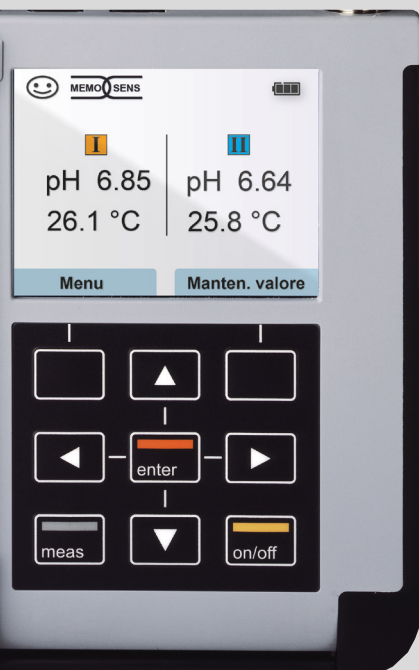 MEMO SENS
I II
pH 6.85 pH 6.64
26.1 °C 25.8 °C
Menu Manten. valore
enter
meas on/off